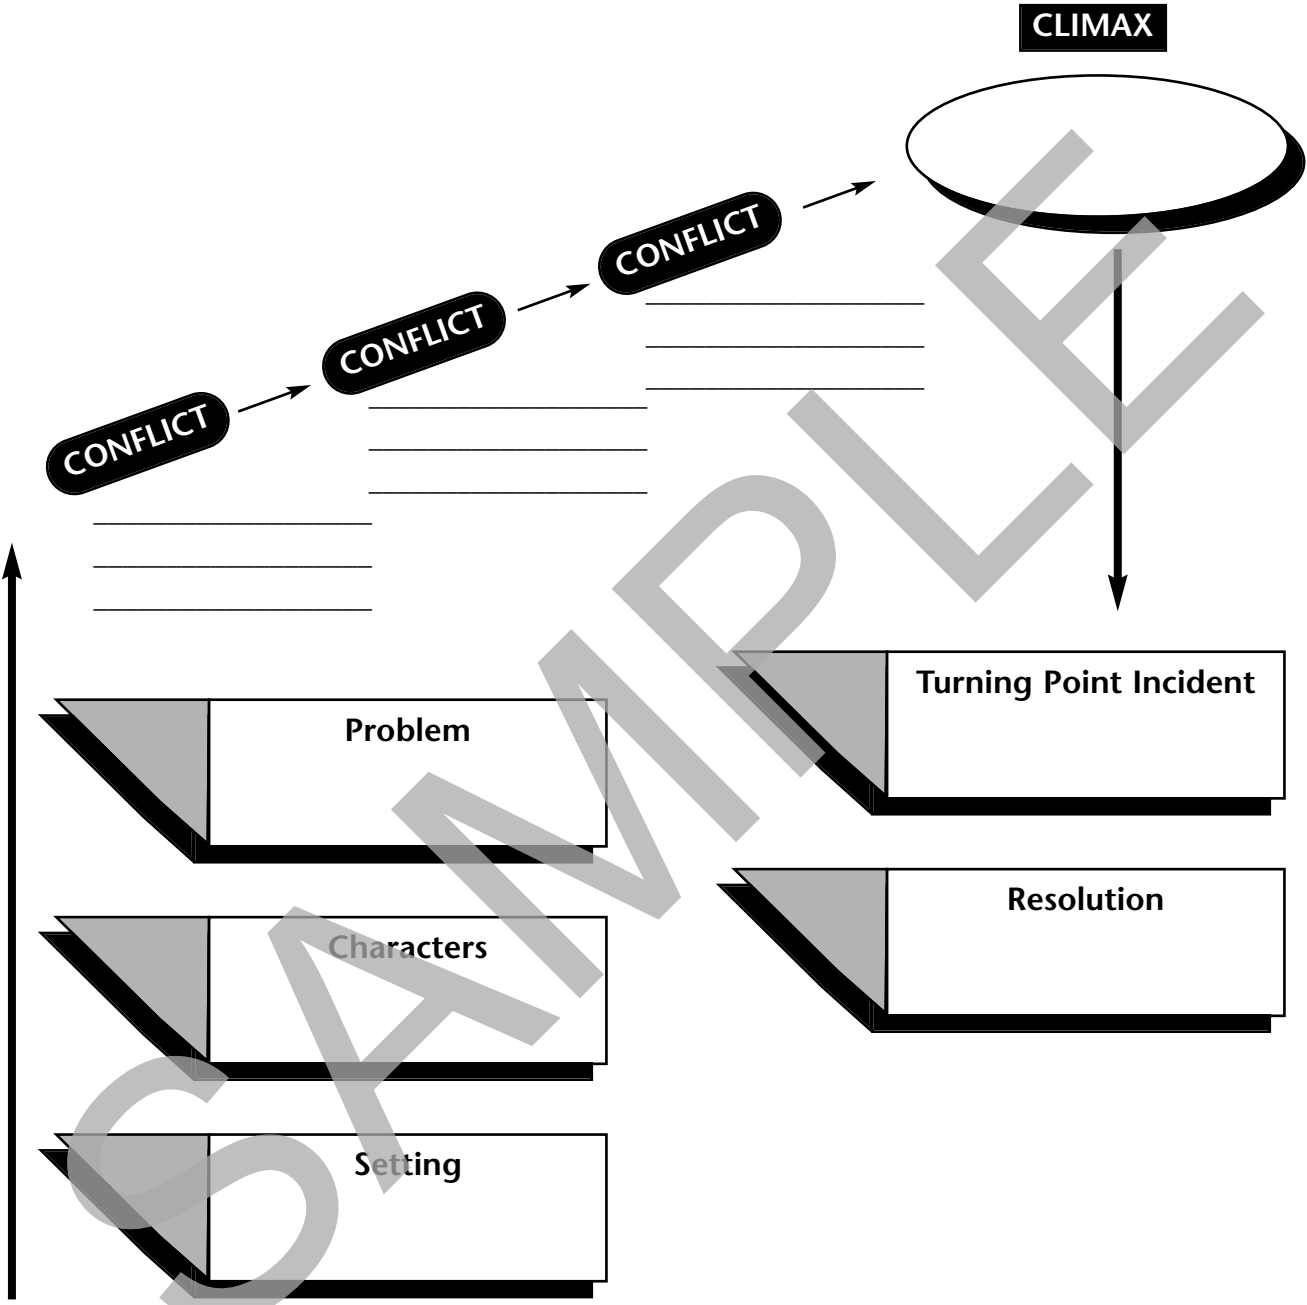 CLIMAX
CONFLICT
CONFLICT
CONFLICT
Turning Point Incident
Problem
Resolution
Characters
Setting
SAMPLE